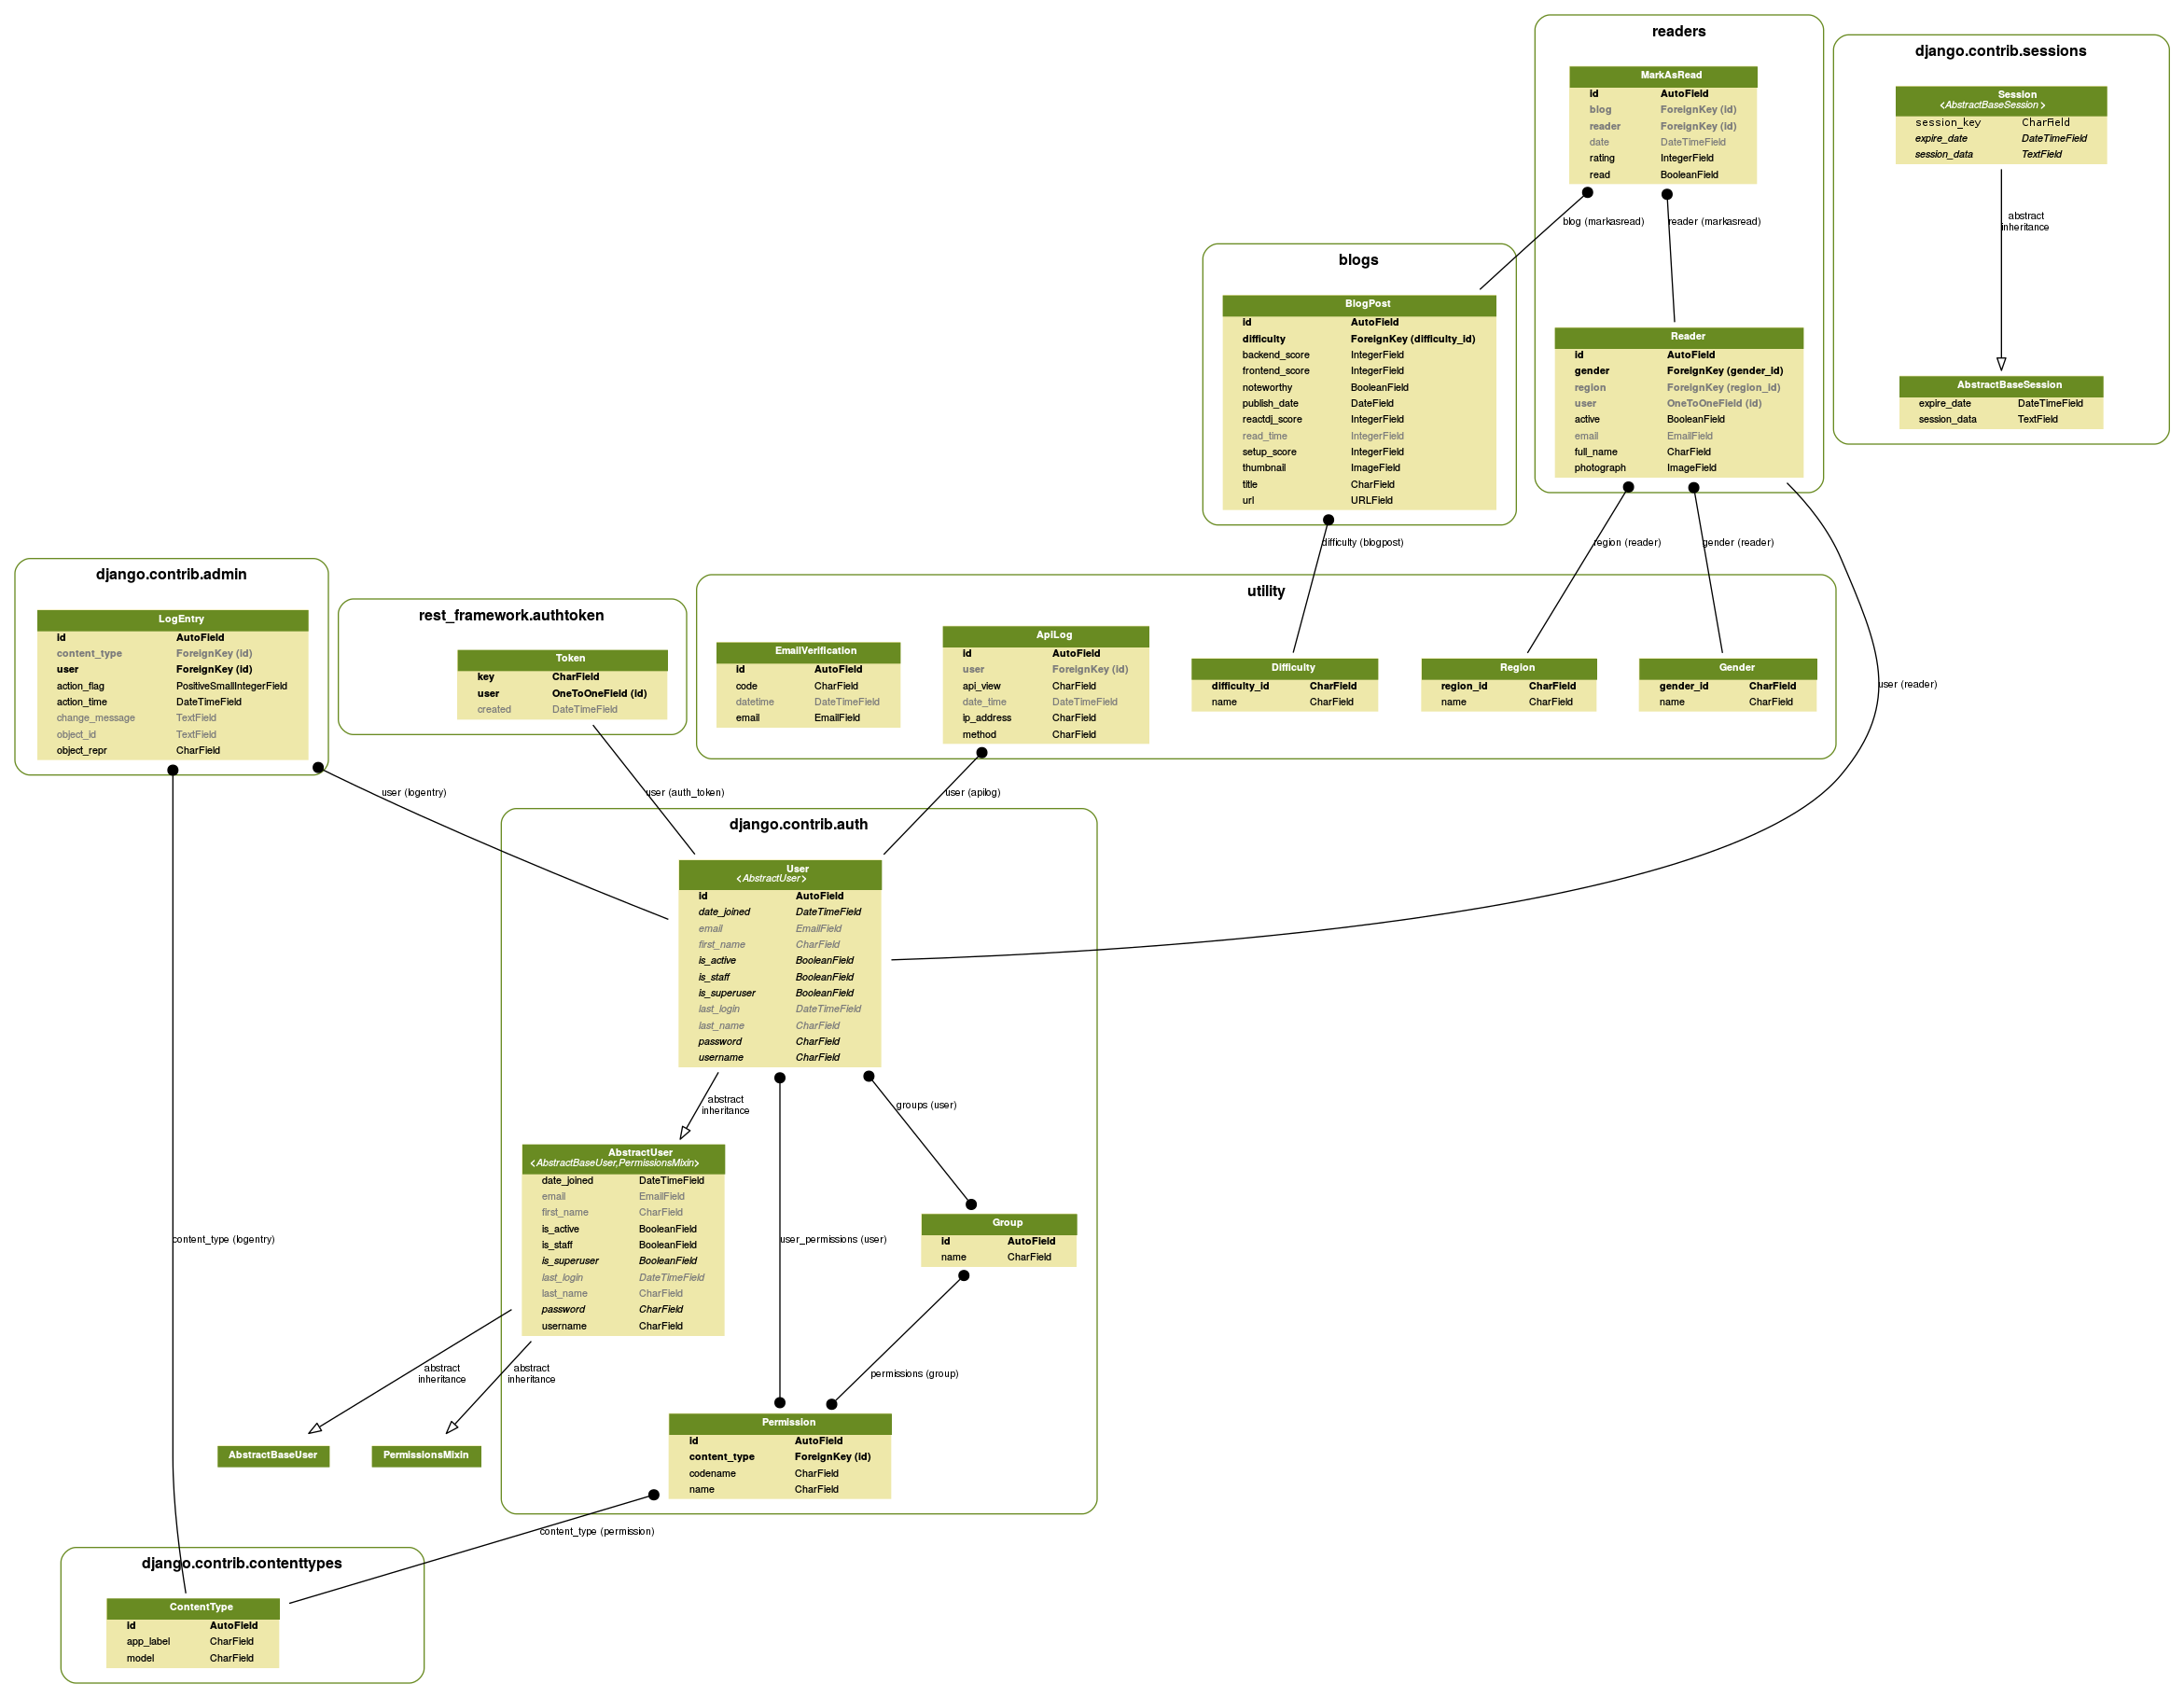 readers
MarkAsRead
id AutoField
blog ForeignKey (id)
reader ForeignKey (id)
date DateTimeField
rating IntegerField
read BooleanField
blog (markasread)
reader (markasread)
Reader
id AutoField
gender ForeignKey (gender_id)
region ForeignKey (region_id)
user OneToOneField (id)
active BooleanField
email EmailField
full_name CharField
photograph ImageField
django.contrib.sessions
Session
<AbstractBaseSession>
session_key CharField
expire_date DateTimeField
session_data TextField
abstract
inheritance
AbstractBaseSession
expire_date DateTimeField
session_data TextField
blogs
BlogPost
id AutoField
difficulty ForeignKey (difficulty_id)
backend_score IntegerField
frontend_score IntegerField
noteworthy BooleanField
publish_date DateField
reactdj_score IntegerField
read_time IntegerField
setup_score IntegerField
thumbnail ImageField
title CharField
url URLField
difficulty (blogpost)
region (reader)
gender (reader)
user (reader)
django.contrib.admin
LogEntry
id AutoField
content_type ForeignKey (id)
user ForeignKey (id)
action_flag PositiveSmallIntegerField
action_time DateTimeField
change_message TextField
object_id TextField
object_repr CharField
rest_framework.authtoken
Token
key CharField
user OneToOneField (id)
created DateTimeField
utility
EmailVerification
id AutoField
code CharField
datetime DateTimeField
email EmailField
ApiLog
id AutoField
user ForeignKey (id)
api_view CharField
date_time DateTimeField
ip_address CharField
method CharField
Difficulty
difficulty_id CharField
name CharField
Region
region_id CharField
name CharField
Gender
gender_id CharField
name CharField
user (logentry)
user (auth_token)
user (apilog)
django.contrib.auth
User
<AbstractUser>
id AutoField
date_joined DateTimeField
email EmailField
first_name CharField
is_active BooleanField
is_staff BooleanField
is_superuser BooleanField
last_login DateTimeField
last_name CharField
password CharField
username CharField
abstract
inheritance
groups (user)
AbstractUser
<AbstractBaseUser,PermissionsMixin>
date_joined DateTimeField
email EmailField
first_name CharField
is_active BooleanField
is_staff BooleanField
is_superuser BooleanField
last_login DateTimeField
last_name CharField
password CharField
username CharField
user_permissions (user)
Group
id AutoField
name CharField
content_type (logentry)
abstract
inheritance
abstract
inheritance
permissions (group)
AbstractBaseUser
PermissionsMixin
Permission
id AutoField
content_type ForeignKey (id)
codename CharField
name CharField
content_type (permission)
django.contrib.contenttypes
ContentType
id AutoField
app_label CharField
model CharField